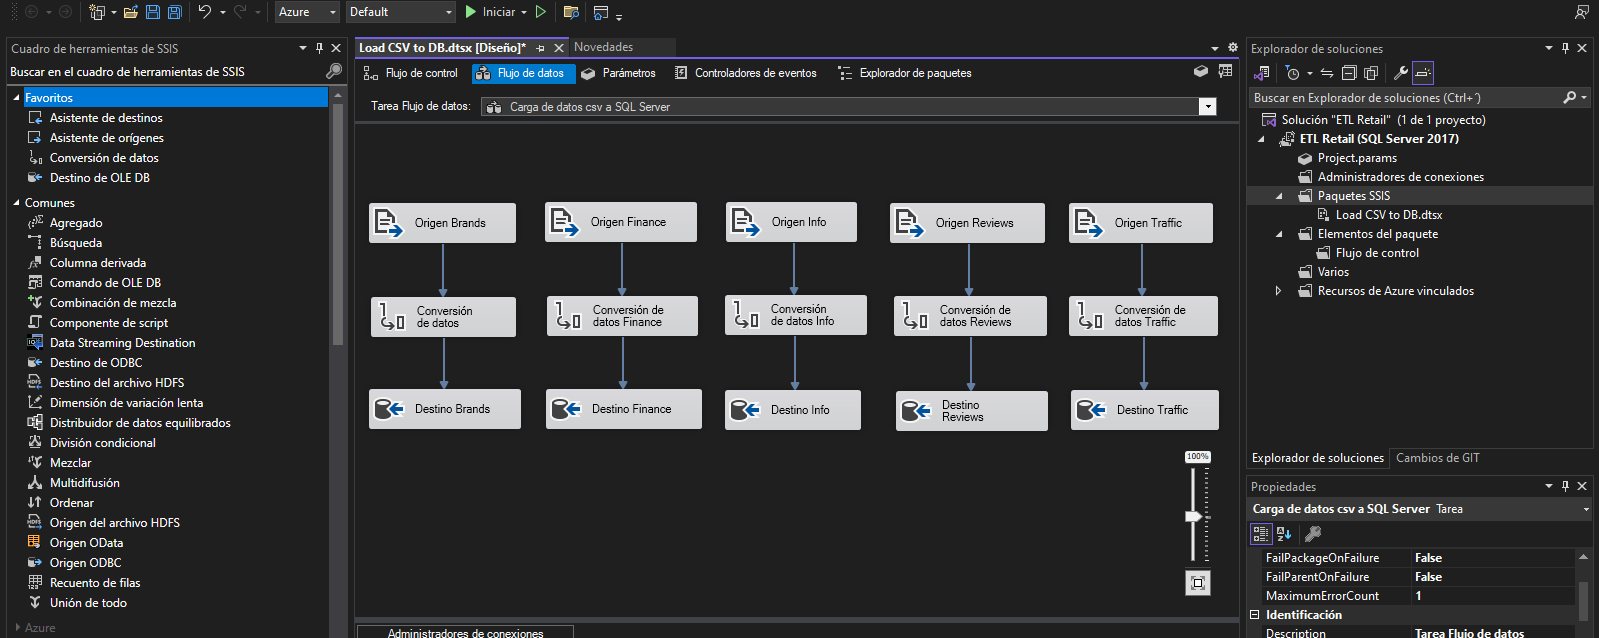 Azure
Default
Iniciar
Cuadro de herramientas de SSIS
Buscar en el cuadro de herramientas de SSIS
Favoritos
Asistente de destinos
Asistente de orígenes
Conversión de datos
Destino de OLE DB
Comunes
Agregado
Búsqueda
Columna derivada
Comando de OLE DB
Combinación de mezcla
Componente de script
Data Streaming Destination
Destino de ODBC
Destino del archivo HDFS
Dimensión de variación lenta
Distribuidor de datos equilibrados
División condicional
Mezclar
Multidifusión
Ordenar
Origen del archivo HDFS
Origen OData
Origen ODBC
Recuento de filas
Unión de todo
Azure
Load CSV to DB.dtsx [Diseño]*
Novedades
Flujo de control
Flujo de datos
Parámetros
Controladores de eventos
Explorador de paquetes
Tarea Flujo de datos:
Carga de datos csv a SQL Server
Origen Brands
Origen Finance
Origen Info
Origen Reviews
Origen Traffic
Conversión
de datos
Conversión de
datos Finance
Conversión
de datos Info
Conversión de
datos Reviews
Conversión de
datos Traffic
Destino Brands
Destino Finance
Destino Info
Destino
Reviews
Destino Traffic
100%
Administradores de conexiones
Explorador de soluciones
Buscar en Explorador de soluciones (Ctrl+´)
Solución "ETL Retail" (1 de 1 proyecto)
ETL Retail (SQL Server 2017)
Project.params
Administradores de conexiones
Paquetes SSIS
Load CSV to DB.dtsx
Elementos del paquete
Flujo de control
Varios
Recursos de Azure vinculados
Explorador de soluciones
Cambios de GIT
Propiedades
Carga de datos csv a SQL Server Tarea
FailPackageOnFailure False
FailParentOnFailure False
MaximumErrorCount 1
Identificación
Description Tarea Flujo de datos